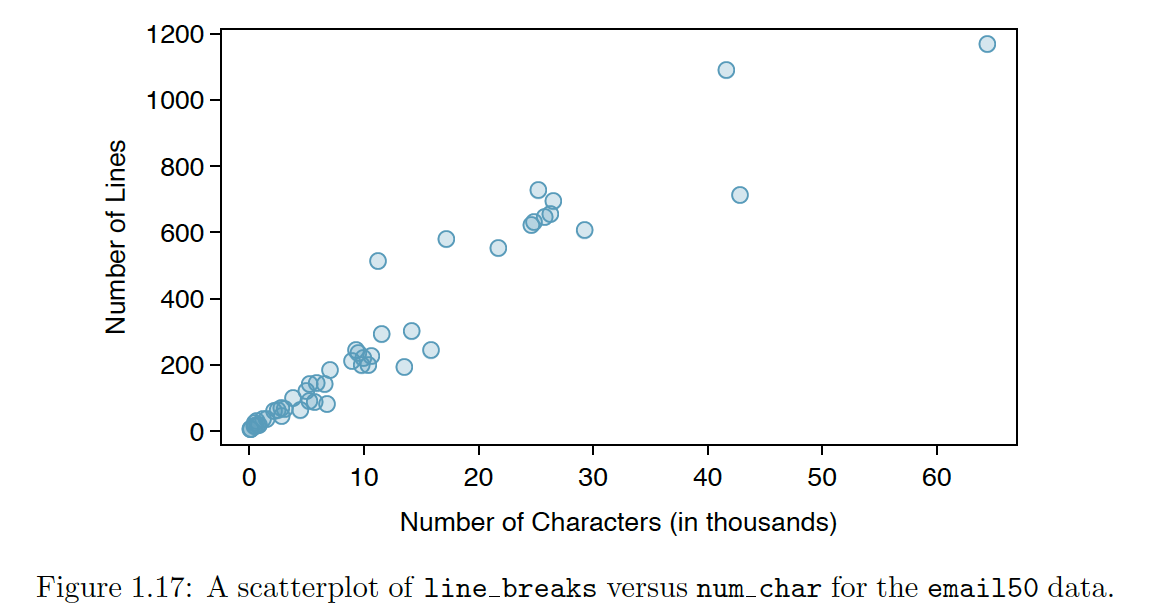 1200
1000
800
600
400
200
0
Number of Lines
0 10 20 30 40 50 60
Number of Characters (in thousands)
Figure 1.17: A scatterplot of line_breaks versus num_char for the email50 data.